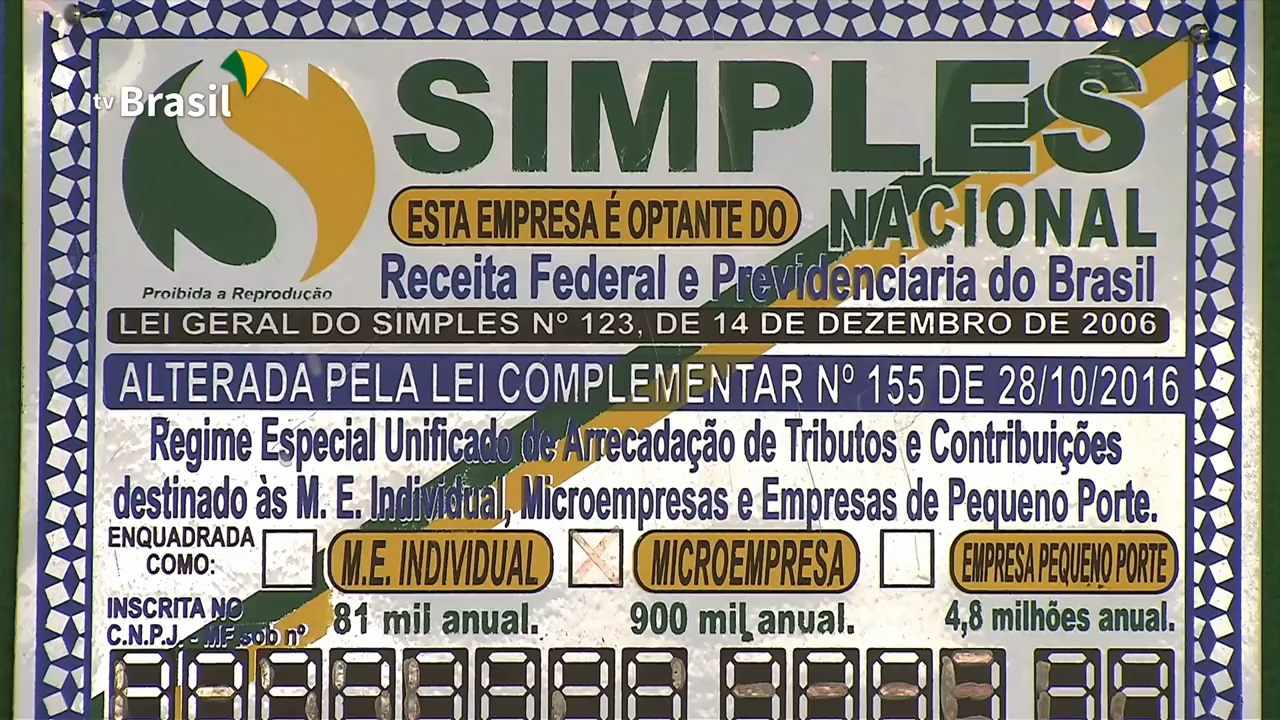 tv Brasil
SIMPLES
ESTA EMPRESA É OPTANTE DO NACIONAL
Receita Federal e Previdenciaria do Brasil
Proibida a Reprodução
LEI GERAL DO SIMPLES Nº 123, DE 14 DE DEZEMBRO DE 2006
ALTERADA PELA LEI COMPLEMENTAR Nº 155 DE 28/10/2016
Regime Especial Unificado de Arrecadação de Tributos e Contribuições
destinado às M. E. Individual, Microempresas e Empresas de Pequeno Porte.
ENQUADRADA
COMO:
M.E. INDIVIDUAL
MICROEMPRESA
EMPRESA PEQUENO PORTE
81 mil anual.
900 mil anual.
4,8 milhões anual.
INSCRITA NO
C.N.P.J. - MF sob nº